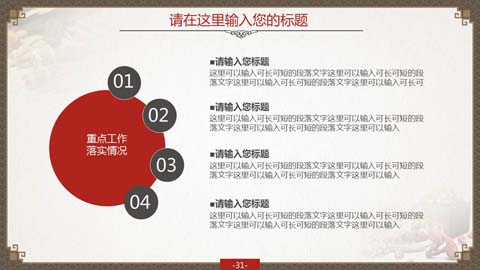 请在这里输入您的标题
01
02
03
04
重点工作
落实情况
■请输入您标题
这里可以输入可长可短的段落文字这里可以输入可长可短的段
落文字这里可以输入可长可短的段落文字这里可以输入可长可
■请输入您标题
这里可以输入可长可短的段落文字这里可以输入可长可短的段
落文字这里可以输入可长可短的段落文字这里可以输入
■请输入您标题
这里可以输入可长可短的段落文字这里可以输入可长可短的段
落文字这里可以输入可长可短的段落文字这里可以输入
■请输入您标题
这里可以输入可长可短的段落文字这里可以输入可长可短的段
落文字这里可以输入可长可短的段落文字这里可以输入
-31-